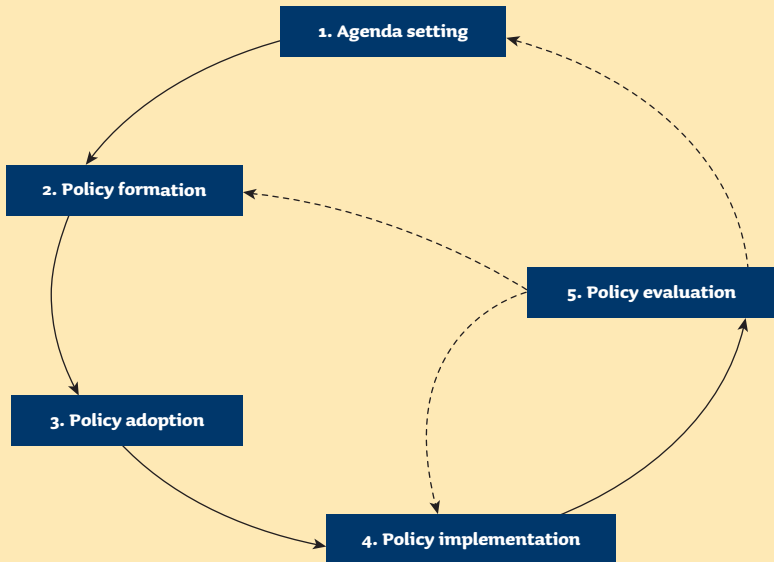 1. Agenda setting
2. Policy formation
5. Policy evaluation
3. Policy adoption
4. Policy implementation